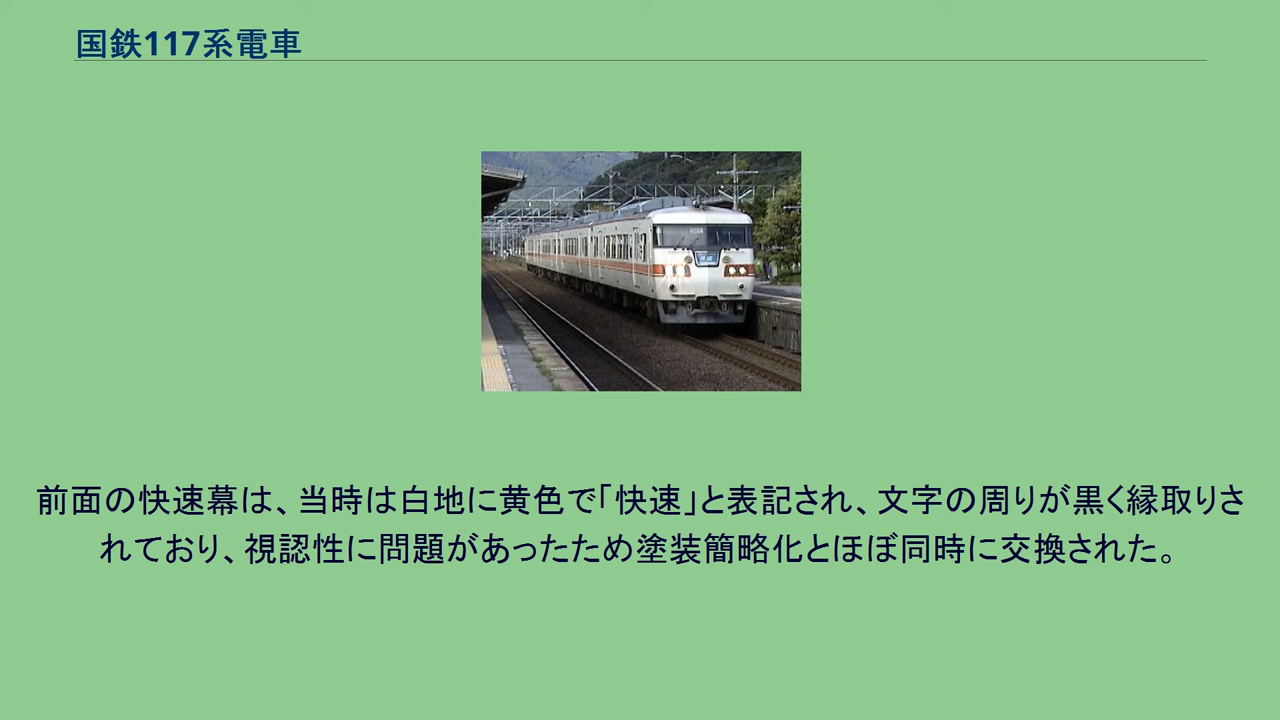 国鉄117系電車
前面の快速幕は、当時は白地に黄色で「快速」と表記され、文字の周りが黒く縁取りさ
れており、視認性に問題があったため塗装簡略化とほぼ同時に交換された。